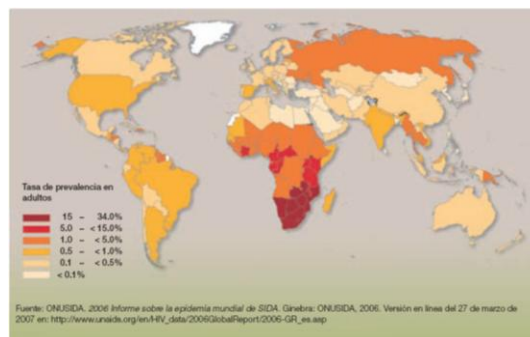 Tasa de prevalencia en
adultos
15 – 34.0%
5.0 – <15.0%
1.0 – <5.0%
0.5 – <1.0%
0.1 – <0.5%
<0.1%
Fuente: ONUSIDA. 2006 Informe sobre la epidemia mundial de SIDA. Ginebra: ONUSIDA, 2006. Versión en línea del 27 de marzo de
2007 en: http://www.unaids.org/en/HIV_data/2006GlobalReport/2006-GR_es.asp